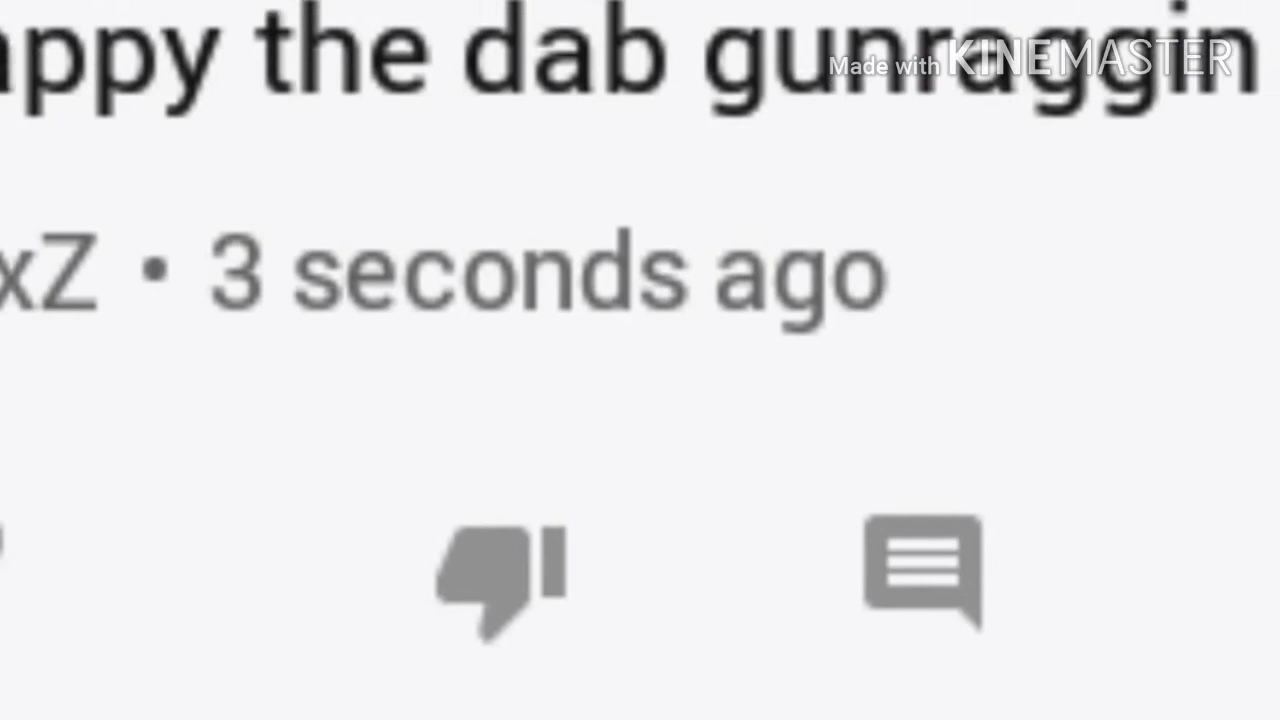 appy the dab gunraggin
Made with KINEMASTER
xZ • 3 seconds ago